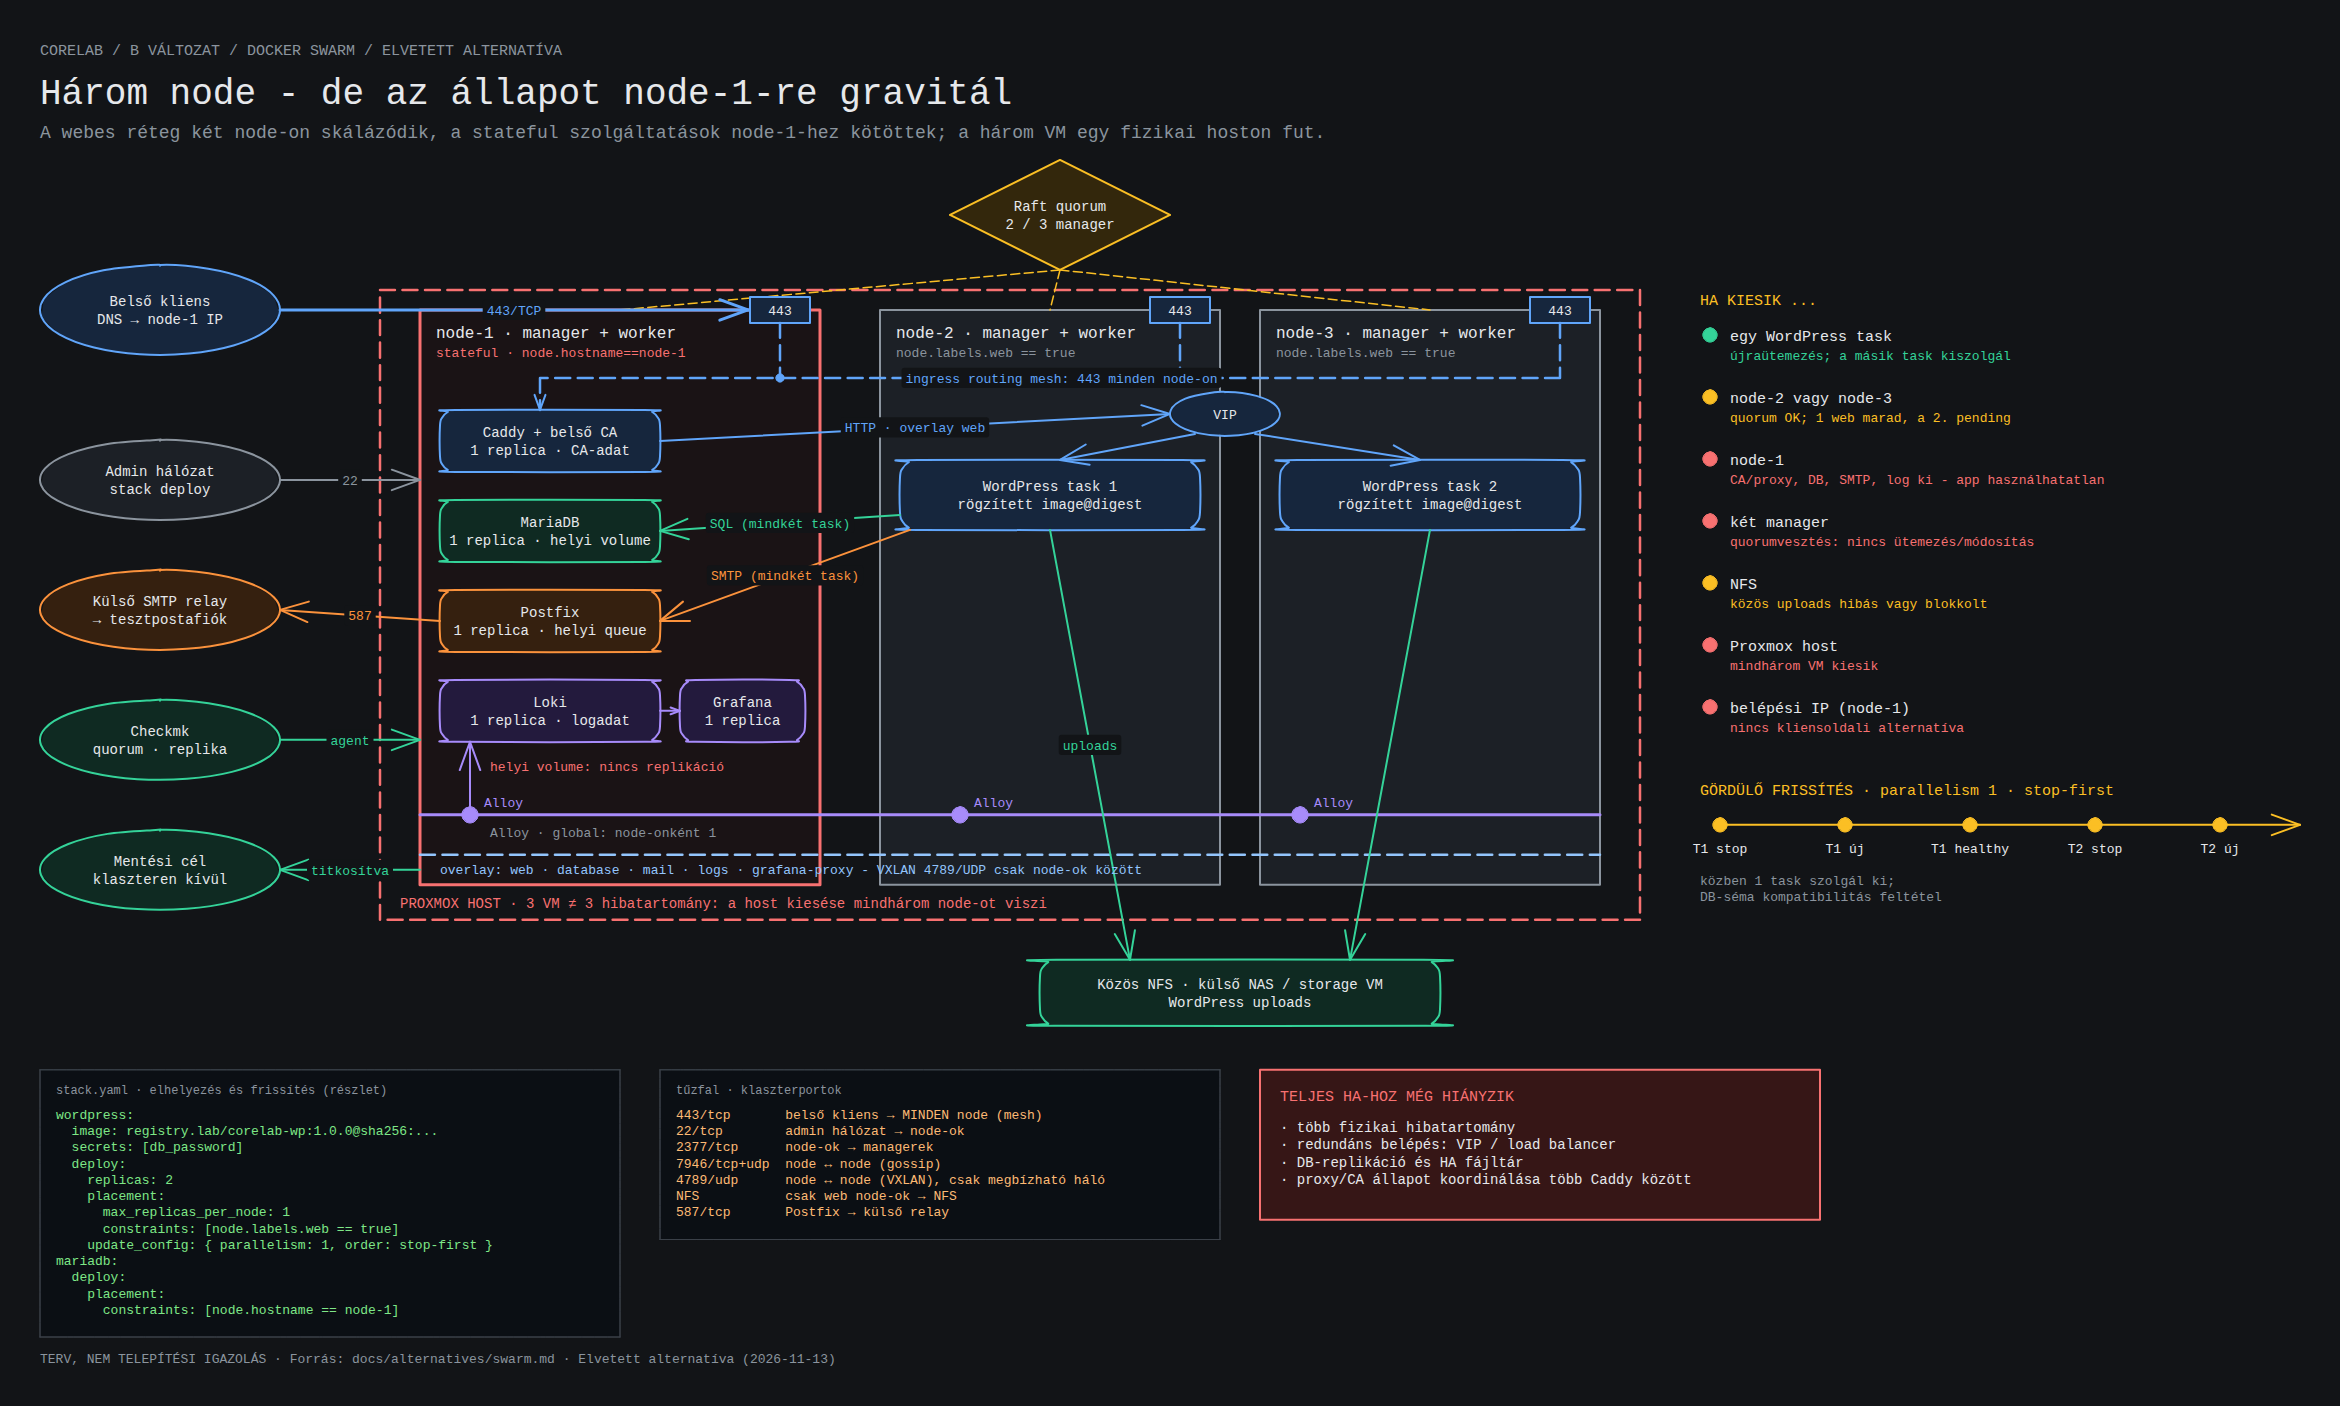 CORELAB / B VÁLTOZAT / DOCKER SWARM / ELVETETT ALTERNATÍVA
Három node - de az állapot node-1-re gravitál
A webes réteg két node-on skálázódik, a stateful szolgáltatások node-1-hez kötöttek; a három VM egy fizikai hoston fut.
Raft quorum
2 / 3 manager
Belső kliens
DNS → node-1 IP
443/TCP
443
443
443
node-1 · manager + worker
stateful · node.hostname==node-1
node-2 · manager + worker
node.labels.web == true
node-3 · manager + worker
node.labels.web == true
ingress routing mesh: 443 minden node-on
Caddy + belső CA
1 replica · CA-adat
HTTP · overlay web
VIP
Admin hálózat
stack deploy
22
WordPress task 1
rögzített image@digest
WordPress task 2
rögzített image@digest
MariaDB
1 replica · helyi volume
SQL (mindkét task)
SMTP (mindkét task)
Külső SMTP relay
→ tesztpostafiók
587
Postfix
1 replica · helyi queue
Checkmk
quorum · replika
agent
Loki
1 replica · logadat
Grafana
1 replica
uploads
helyi volume: nincs replikáció
Alloy
Alloy
Alloy
Alloy · global: node-onként 1
Mentési cél
klaszteren kívül
titkosítva
overlay: web · database · mail · logs · grafana-proxy - VXLAN 4789/UDP csak node-ok között
PROXMOX HOST · 3 VM ≠ 3 hibatartomány: a host kiesése mindhárom node-ot viszi
Közös NFS · külső NAS / storage VM
WordPress uploads
HA KIESIK ...
egy WordPress task
újraütemezés; a másik task kiszolgál
node-2 vagy node-3
quorum OK; 1 web marad, a 2. pending
node-1
CA/proxy, DB, SMTP, log ki - app használhatatlan
két manager
quorumvesztés: nincs ütemezés/módosítás
NFS
közös uploads hibás vagy blokkolt
Proxmox host
mindhárom VM kiesik
belépési IP (node-1)
nincs kliensoldali alternatíva
GÖRDÜLŐ FRISSÍTÉS · parallelism 1 · stop-first
T1 stop
T1 új
T1 healthy
T2 stop
T2 új
közben 1 task szolgál ki;
DB-séma kompatibilitás feltétel
stack.yaml · elhelyezés és frissítés (részlet)
wordpress:
  image: registry.lab/corelab-wp:1.0.0@sha256:...
  secrets: [db_password]
  deploy:
    replicas: 2
    placement:
      max_replicas_per_node: 1
      constraints: [node.labels.web == true]
    update_config: { parallelism: 1, order: stop-first }
mariadb:
  deploy:
    placement:
      constraints: [node.hostname == node-1]
tűzfal · klaszterportok
443/tcp       belső kliens → MINDEN node (mesh)
22/tcp        admin hálózat → node-ok
2377/tcp      node-ok → managerek
7946/tcp+udp  node ↔ node (gossip)
4789/udp      node ↔ node (VXLAN), csak megbízható háló
NFS           csak web node-ok → NFS
587/tcp       Postfix → külső relay
TELJES HA-HOZ MÉG HIÁNYZIK
· több fizikai hibatartomány
· redundáns belépés: VIP / load balancer
· DB-replikáció és HA fájltár
· proxy/CA állapot koordinálása több Caddy között
TERV, NEM TELEPÍTÉSI IGAZOLÁS · Forrás: docs/alternatives/swarm.md · Elvetett alternatíva (2026-11-13)